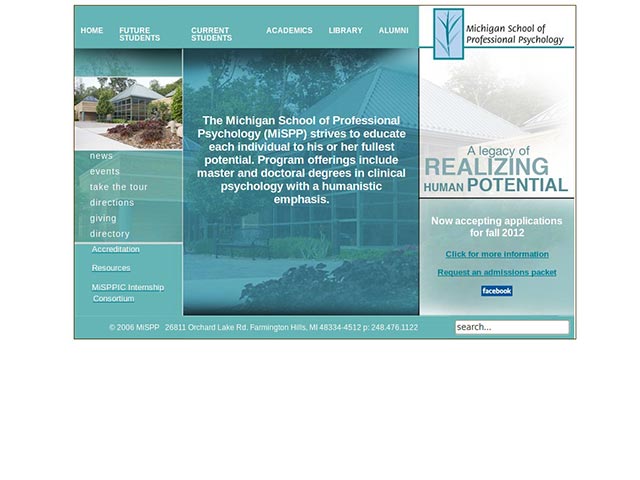 HOME
FUTURE
STUDENTS
CURRENT
STUDENTS
ACADEMICS
LIBRARY
ALUMNI
Michigan School of
Professional Psychology
news
events
take the tour
directions
giving
directory
Accreditation
Resources
MiSPPIC Internship
Consortium
The Michigan School of Professional
Psychology (MiSPP) strives to educate
each individual to his or her fullest
potential. Program offerings include
master and doctoral degrees in clinical
psychology with a humanistic
emphasis.
A legacy of
REALIZING
HUMAN POTENTIAL
Now accepting applications
for fall 2012
Click for more information
Request an admissions packet
facebook
© 2006 MiSPP 26811 Orchard Lake Rd. Farmington Hills, MI 48334-4512 p: 248.476.1122
search...